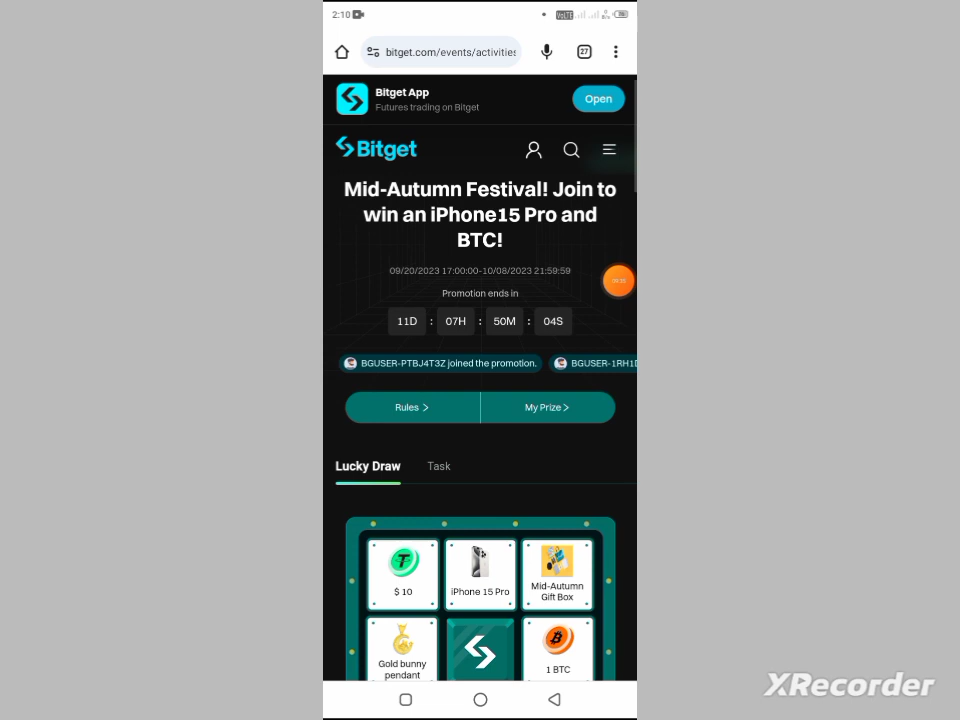 2:10
VoLTE
bitget.com/events/activities
27
Bitget App
Futures trading on Bitget
Open
Bitget
Mid-Autumn Festival! Join to
win an iPhone15 Pro and
BTC!
09/20/2023 17:00:00-10/08/2023 21:59:59
Promotion ends in
11D : 07H : 50M : 04S
BGUSER-PTBJ4T3Z joined the promotion.
BGUSER-1RH1
Rules >
My Prize >
Lucky Draw
Task
$ 10
iPhone 15 Pro
Mid-Autumn
Gift Box
Gold bunny
pendant
1 BTC
XRecorder